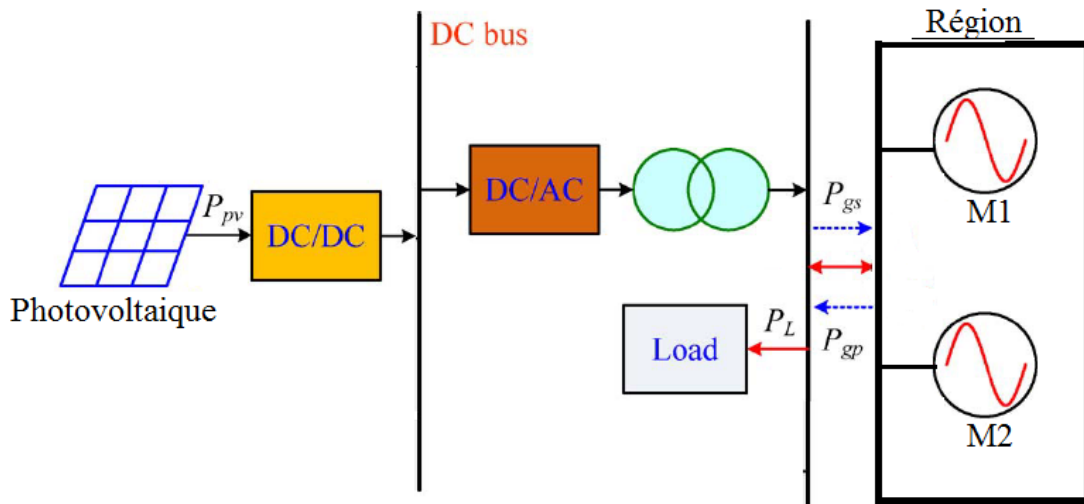 Région
DC bus
M1
DC/AC
P_gs
P_pv
DC/DC
Photovoltaique
P_L
Load
P_gp
M2